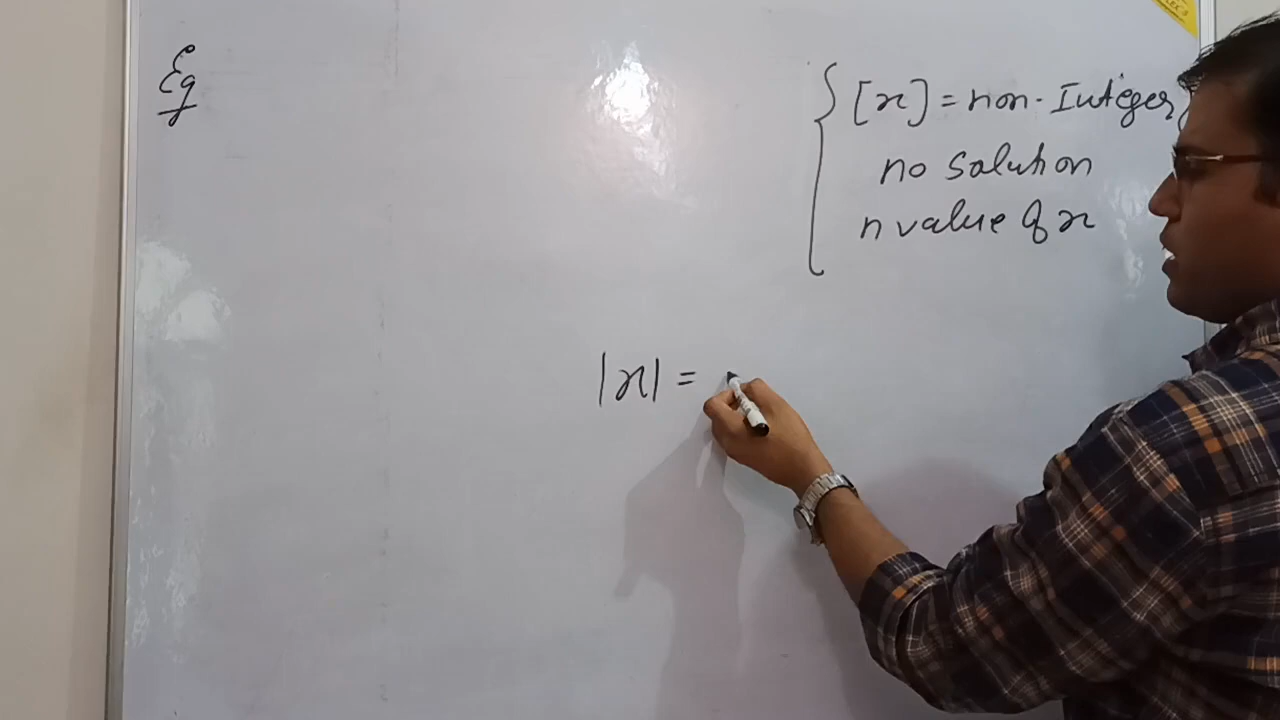 Eg
[x] = non-Integer
no solution
n value of x
|x| =